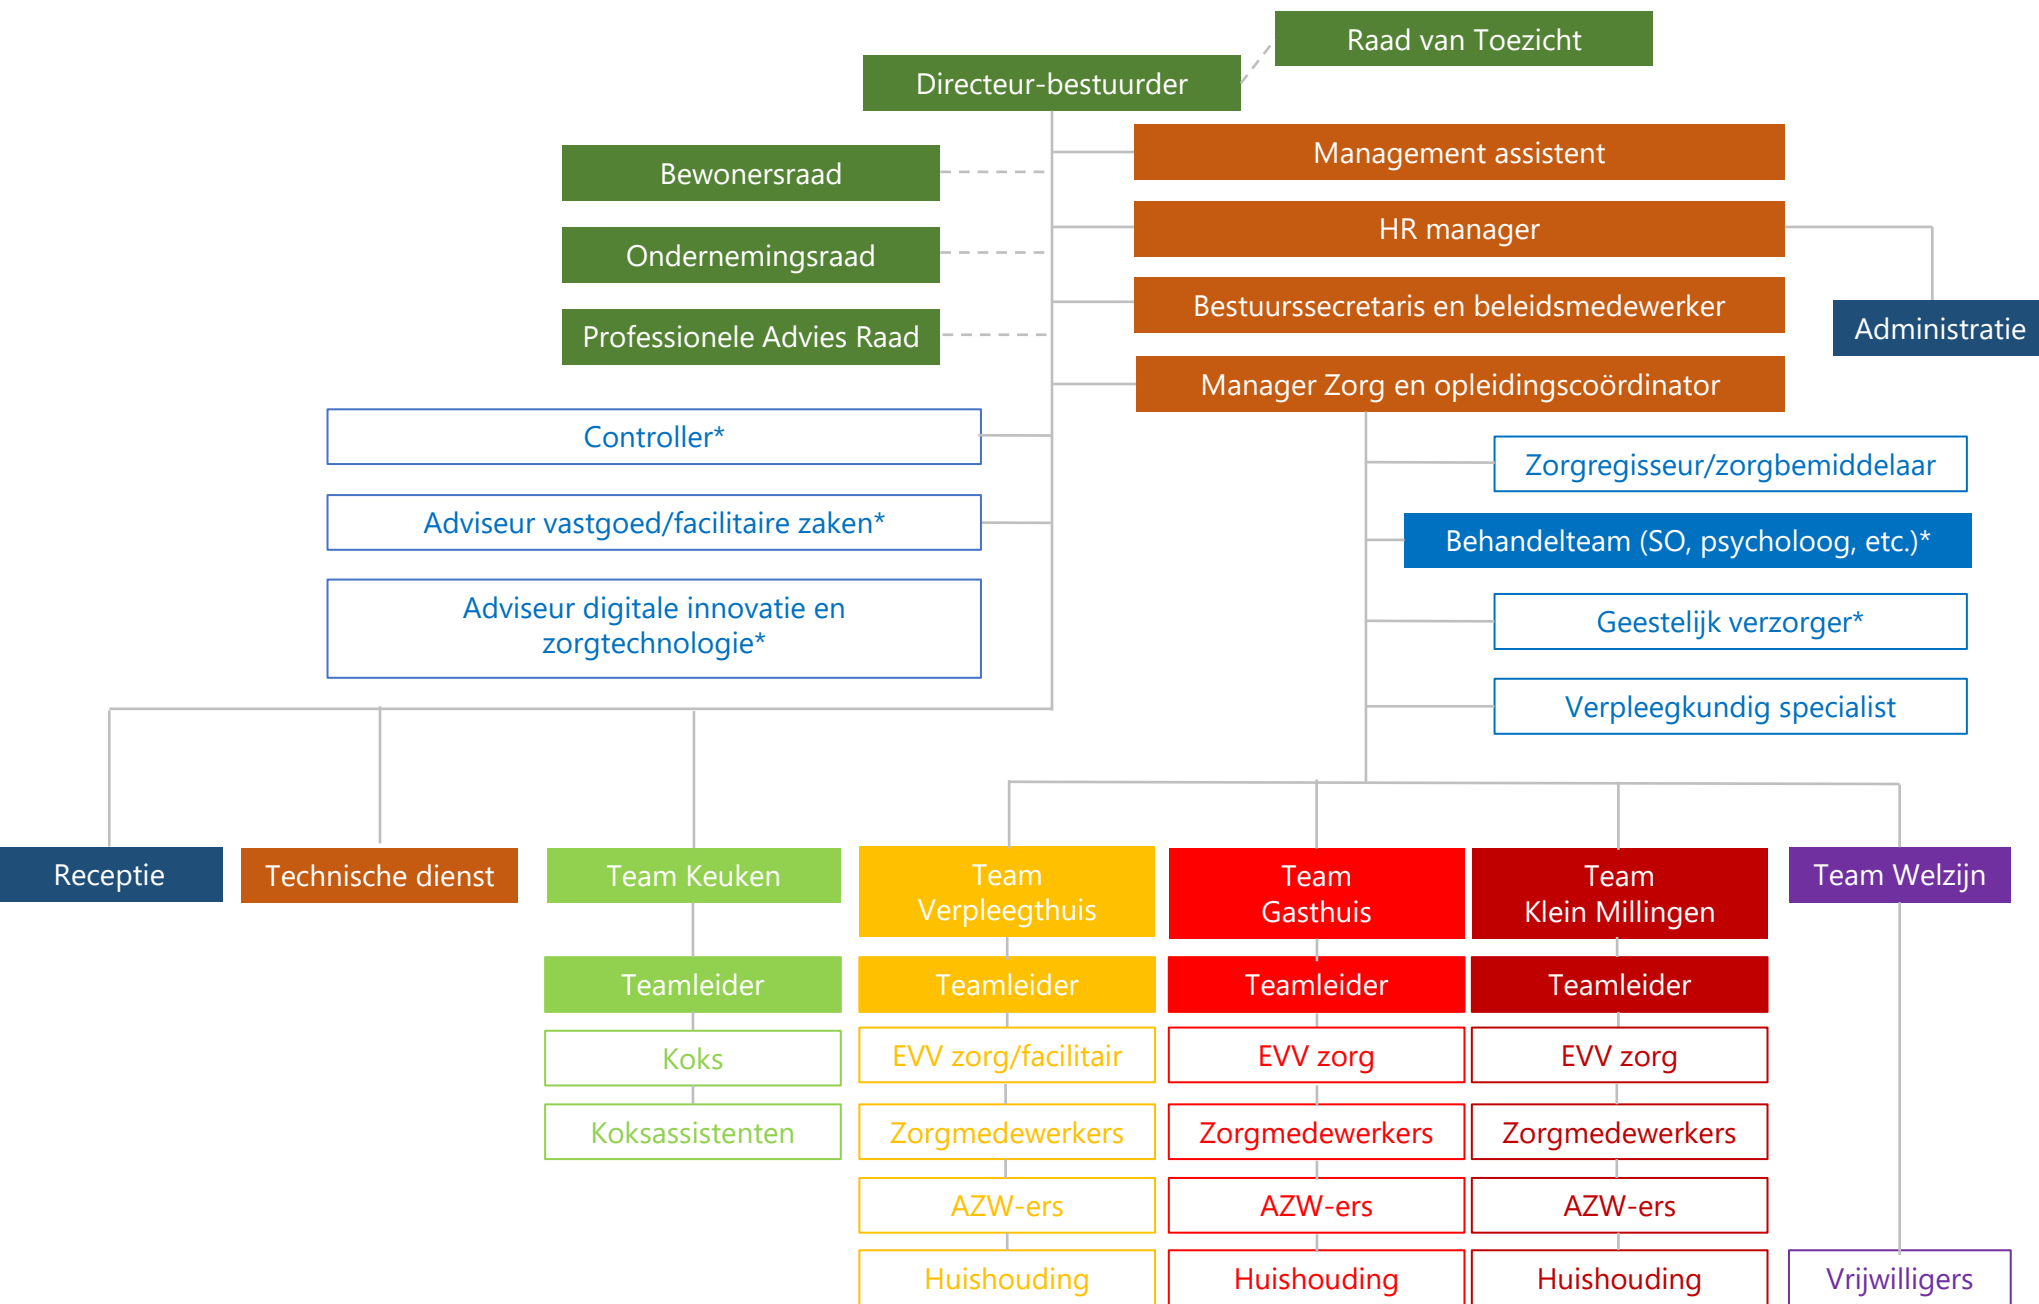 Raad van Toezicht
Directeur-bestuurder
Management assistent
Bewonersraad
HR manager
Ondernemingsraad
Bestuurssecretaris en beleidsmedewerker
Administratie
Professionele Advies Raad
Manager Zorg en opleidingscoördinator
Controller*
Zorgregisseur/zorgbemiddelaar
Adviseur vastgoed/facilitaire zaken*
Behandelteam (SO, psycholoog, etc.)*
Adviseur digitale innovatie en
zorgtechnologie*
Geestelijk verzorger*
Verpleegkundig specialist
Receptie
Technische dienst
Team Keuken
Team
Verpleegthuis
Team
Gasthuis
Team
Klein Millingen
Team Welzijn
Teamleider
Teamleider
Teamleider
Teamleider
Koks
EVV zorg/facilitair
EVV zorg
EVV zorg
Koksassistenten
Zorgmedewerkers
Zorgmedewerkers
Zorgmedewerkers
AZW-ers
AZW-ers
AZW-ers
Huishouding
Huishouding
Huishouding
Vrijwilligers